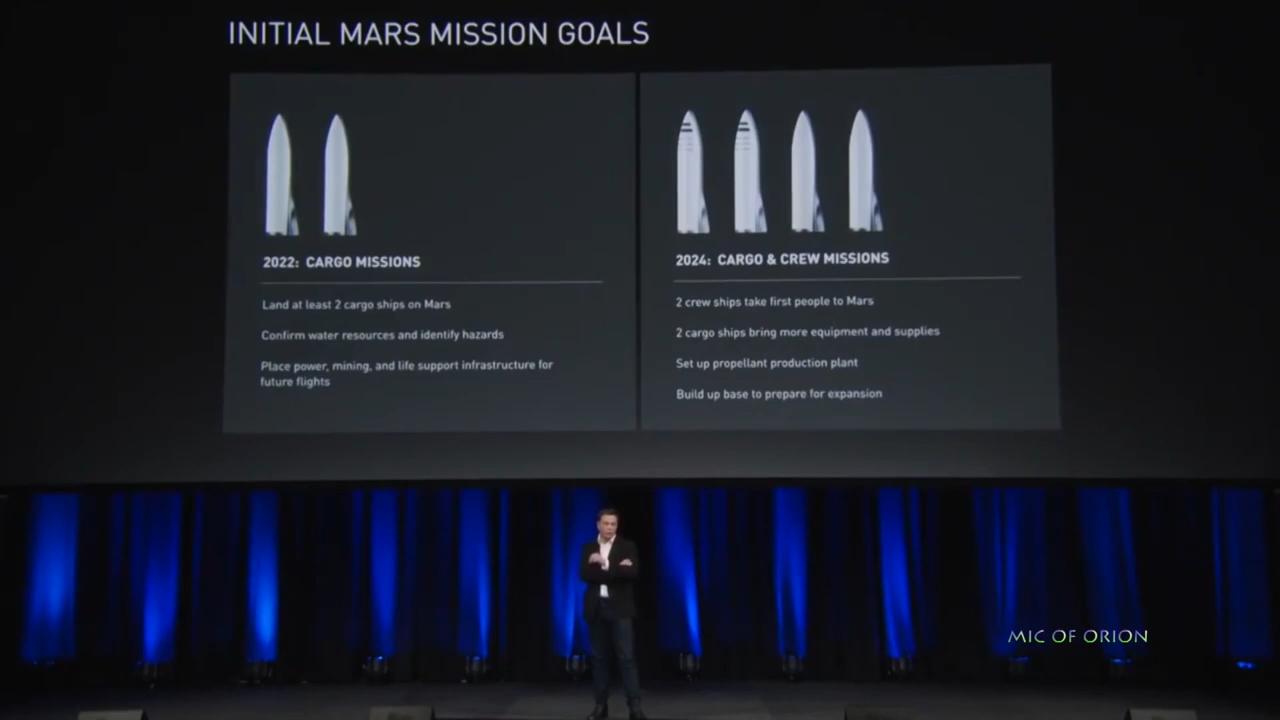 INITIAL MARS MISSION GOALS
2022: CARGO MISSIONS
Land at least 2 cargo ships on Mars
Confirm water resources and identify hazards
Place power, mining, and life support infrastructure for
future flights
2024: CARGO & CREW MISSIONS
2 crew ships take first people to Mars
2 cargo ships bring more equipment and supplies
Set up propellant production plant
Build up base to prepare for expansion
MIC OF ORION